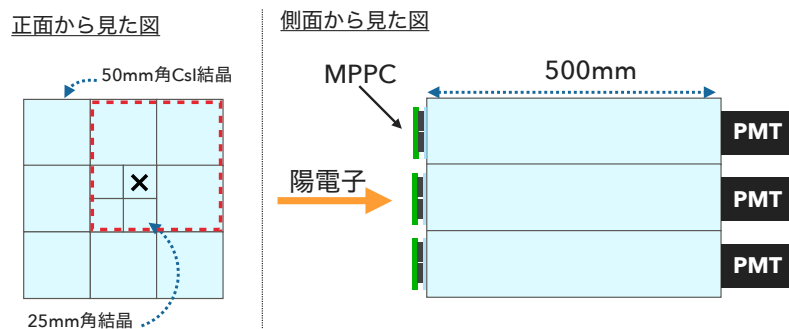 正面から見た図
50mm角CsI結晶
25mm角結晶
側面から見た図
MPPC
500mm
陽電子
PMT
PMT
PMT